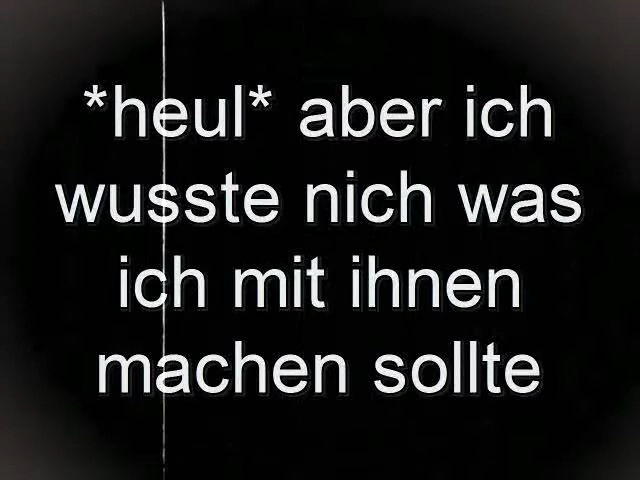 *heul* aber ich
wusste nich was
ich mit ihnen
machen sollte